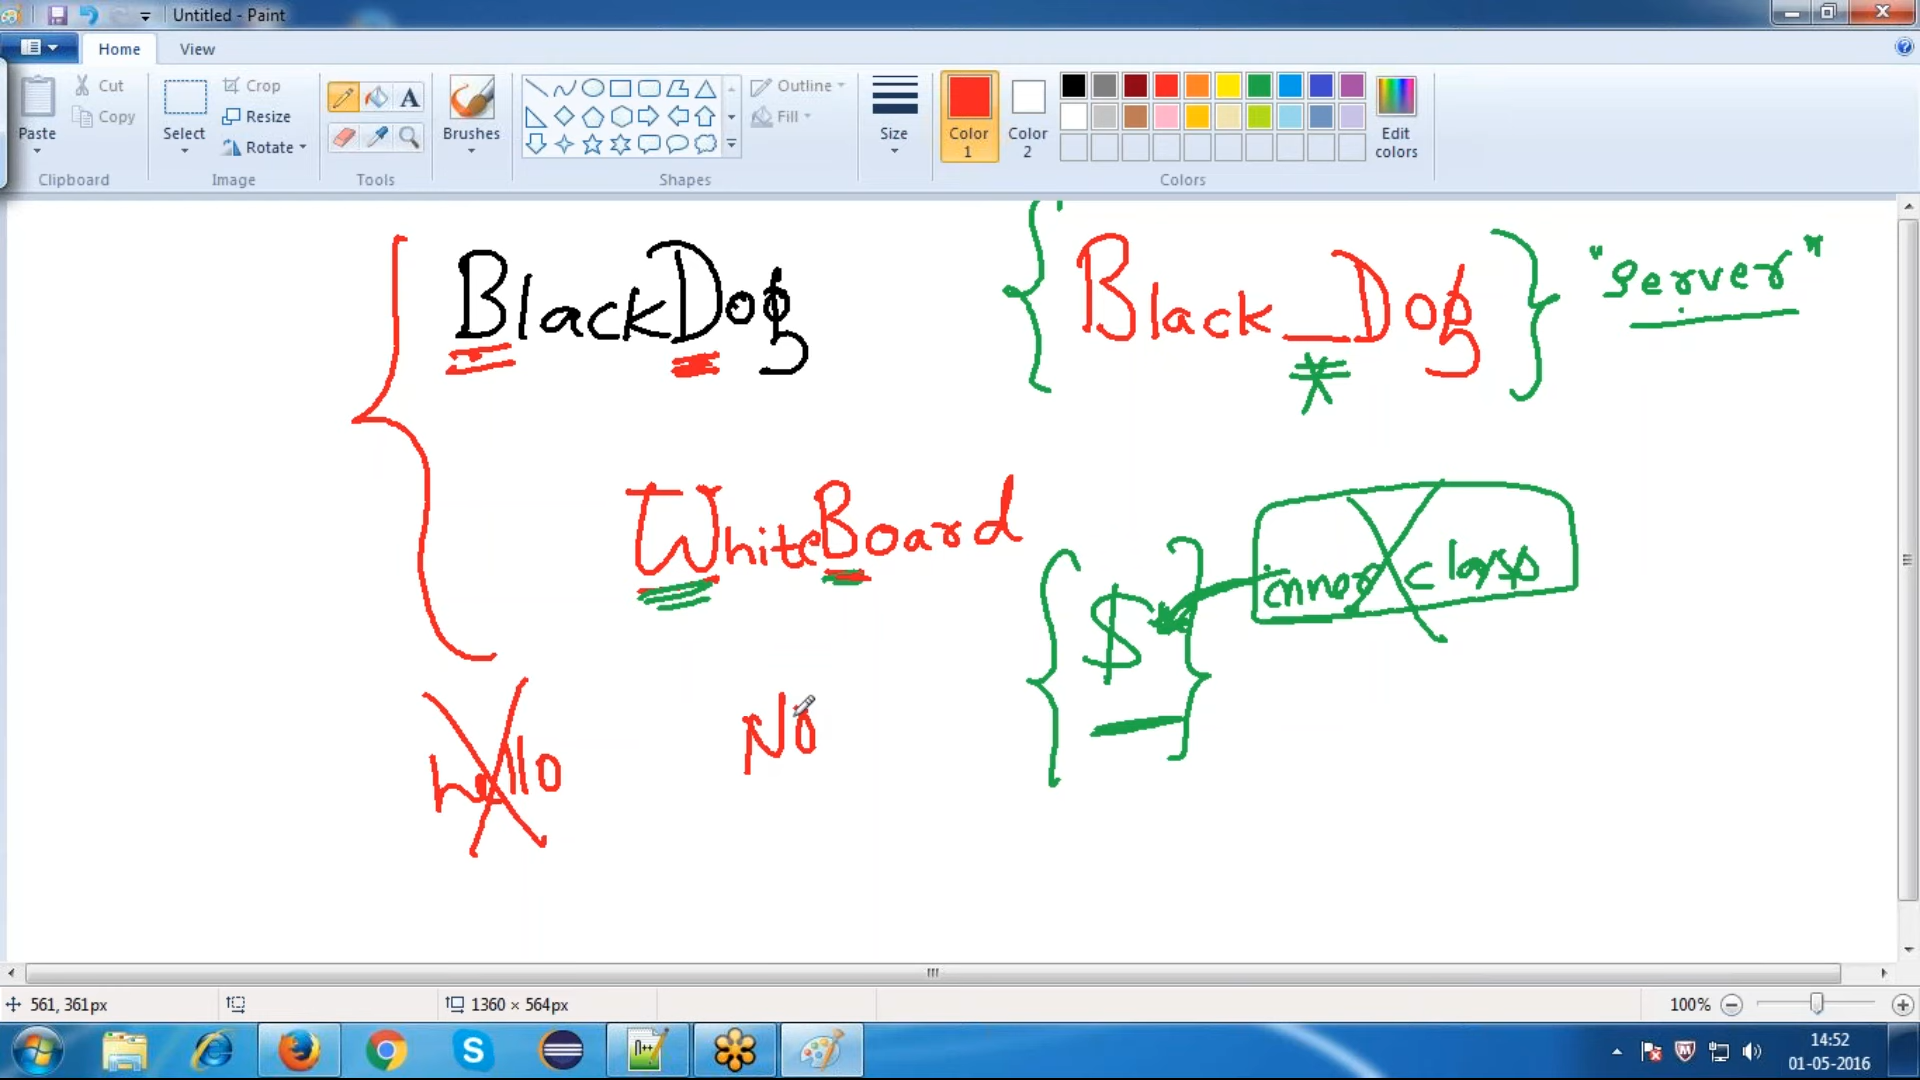 Untitled - Paint
Home View
Paste
Cut
Copy
Clipboard
Select
Crop
Resize
Rotate
Image
A
Tools
Brushes
Outline
Fill
Shapes
Size
Color 1
Color 2
Edit colors
Colors
BlackDog
Black_Dog
"Server"
WhiteBoard
$
inner class
hello
No
561, 361px
1360 × 564px
100%
14:52
01-05-2016